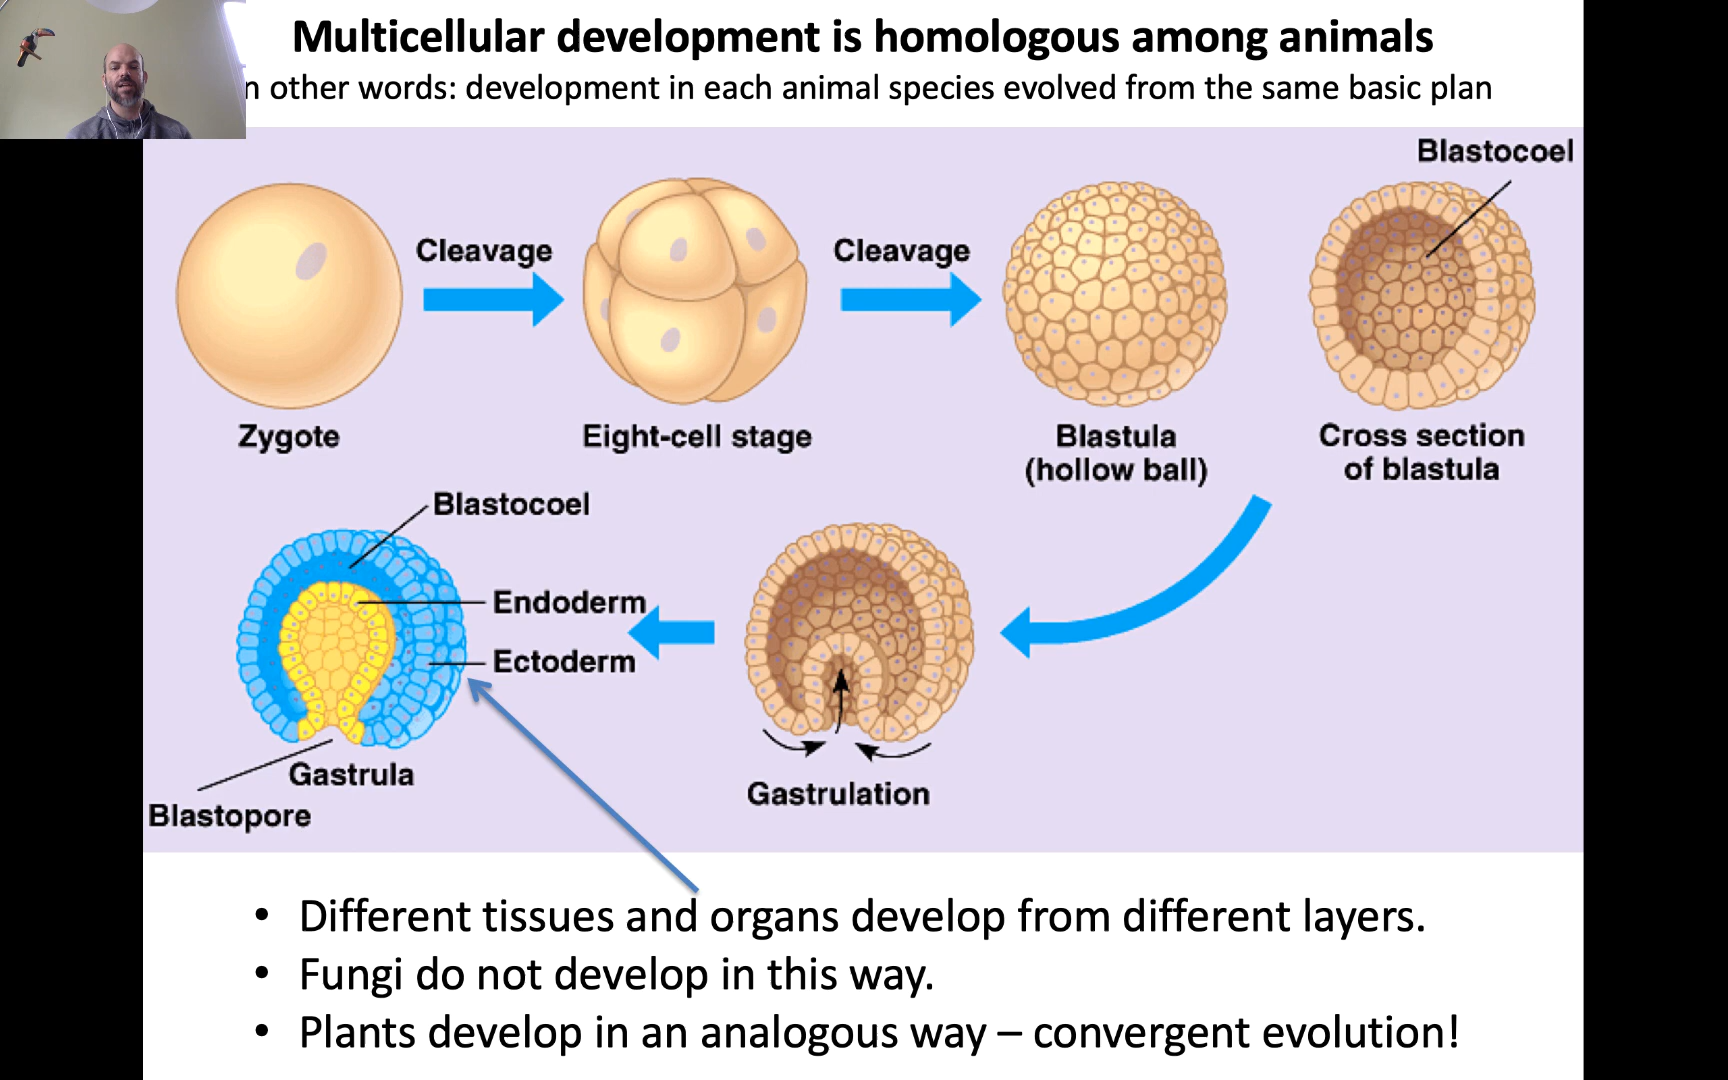 Multicellular development is homologous among animals
n other words: development in each animal species evolved from the same basic plan
Blastocoel
Cleavage
Cleavage
Zygote
Eight-cell stage
Blastula
(hollow ball)
Cross section
of blastula
Blastocoel
Endoderm
Ectoderm
Gastrula
Blastopore
Gastrulation
• Different tissues and organs develop from different layers.
• Fungi do not develop in this way.
• Plants develop in an analogous way – convergent evolution!